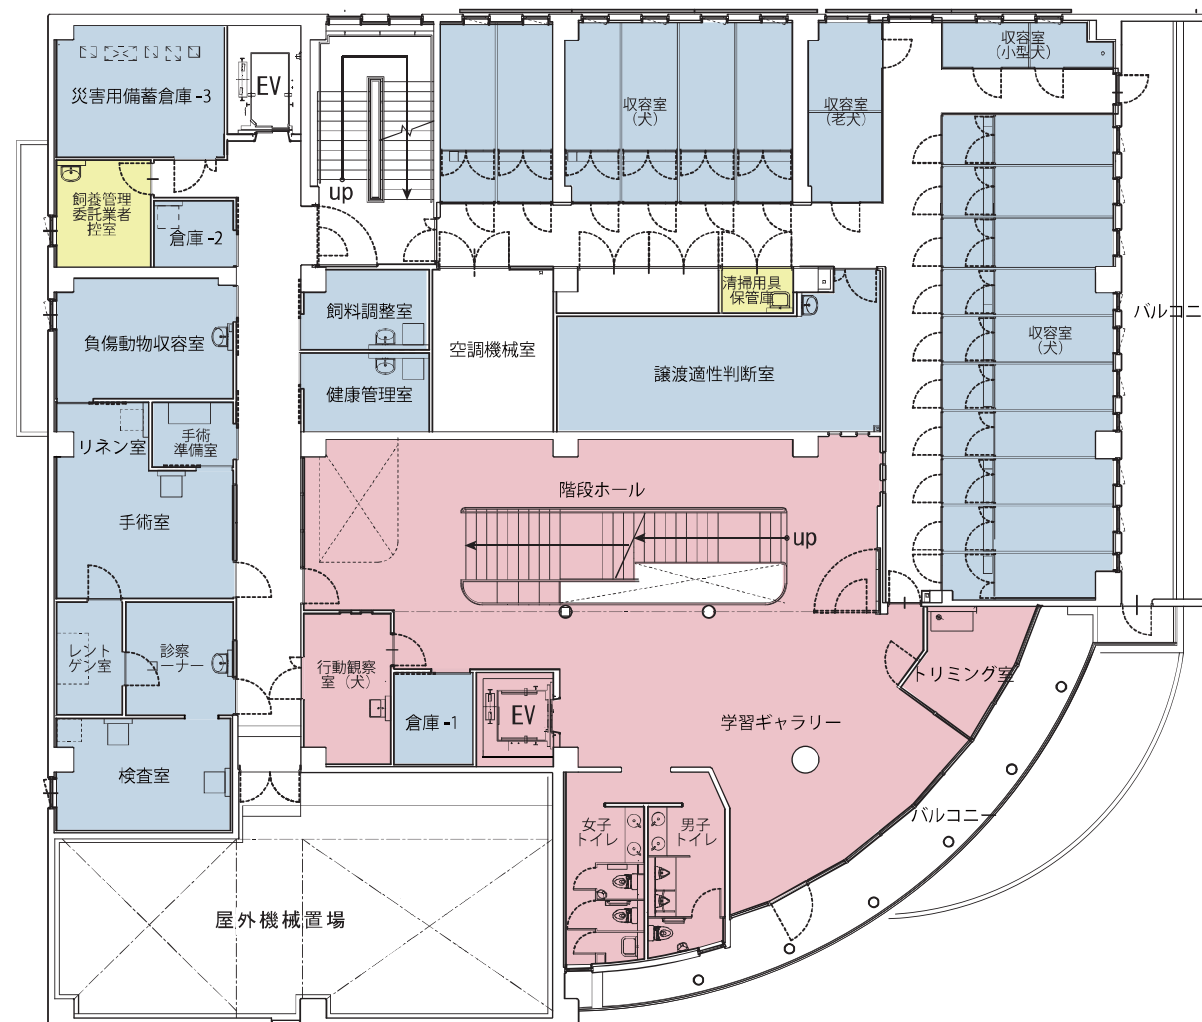 収容室
(小型犬)
EV
災害用備蓄倉庫-3
収容室
(犬)
収容室
(老犬)
up
飼養管理
委託業者
控室
倉庫-2
清掃用具
保管庫
飼料調整室
バルコニ
負傷動物収容室
収容室
(犬)
空調機械室
譲渡適性判断室
健康管理室
リネン室
手術
準備室
階段ホール
手術室
up
レント
ゲン室
診察
コーナー
行動観察
室(犬)
トリミング室
倉庫-1
EV
学習ギャラリー
検査室
バルコニー
女子
トイレ
男子
トイレ
屋外機械置場